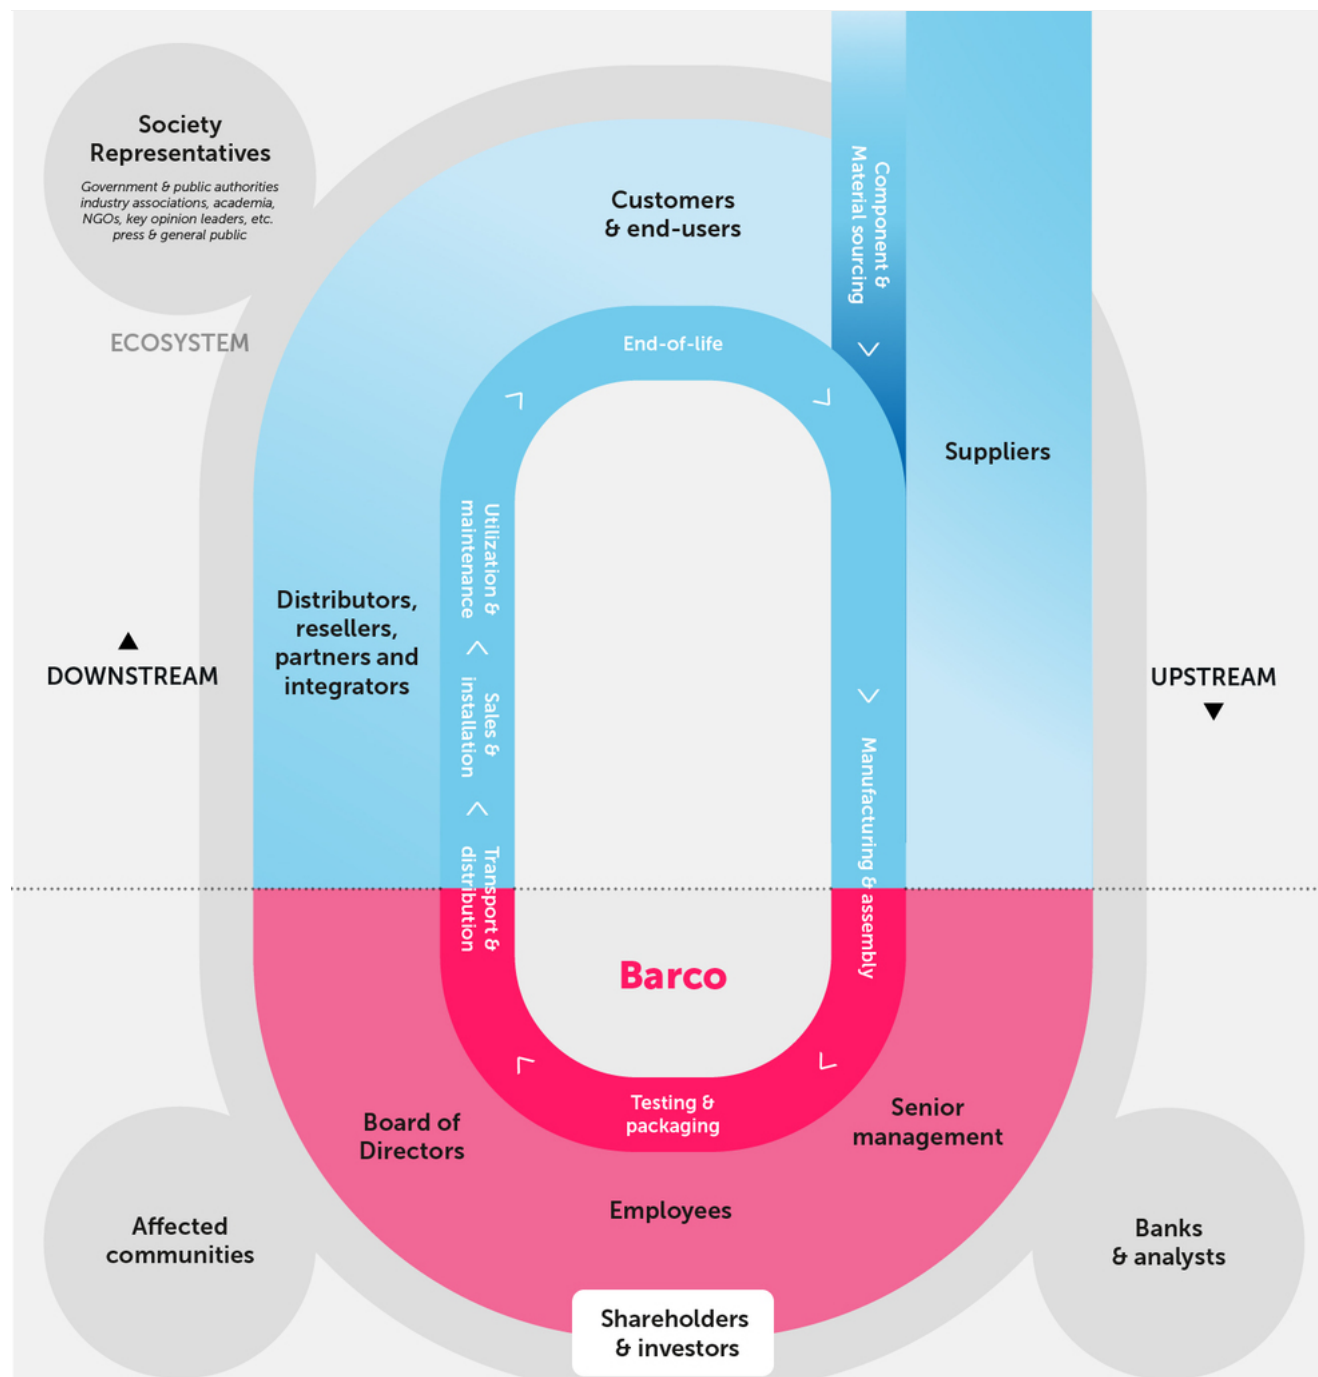 Society
Representatives
Government & public authorities
industry associations, academia,
NGOs, key opinion leaders, etc.
press & general public
ECOSYSTEM
Customers
& end-users
Component &
Material sourcing
End-of-life
Suppliers
Utilization &
maintenance
Distributors,
resellers,
partners and
integrators
DOWNSTREAM
UPSTREAM
Sales &
installation
Manufacturing & assembly
Transport &
distribution
Barco
Testing &
packaging
Board of
Directors
Senior
management
Employees
Affected
communities
Banks
& analysts
Shareholders
& investors